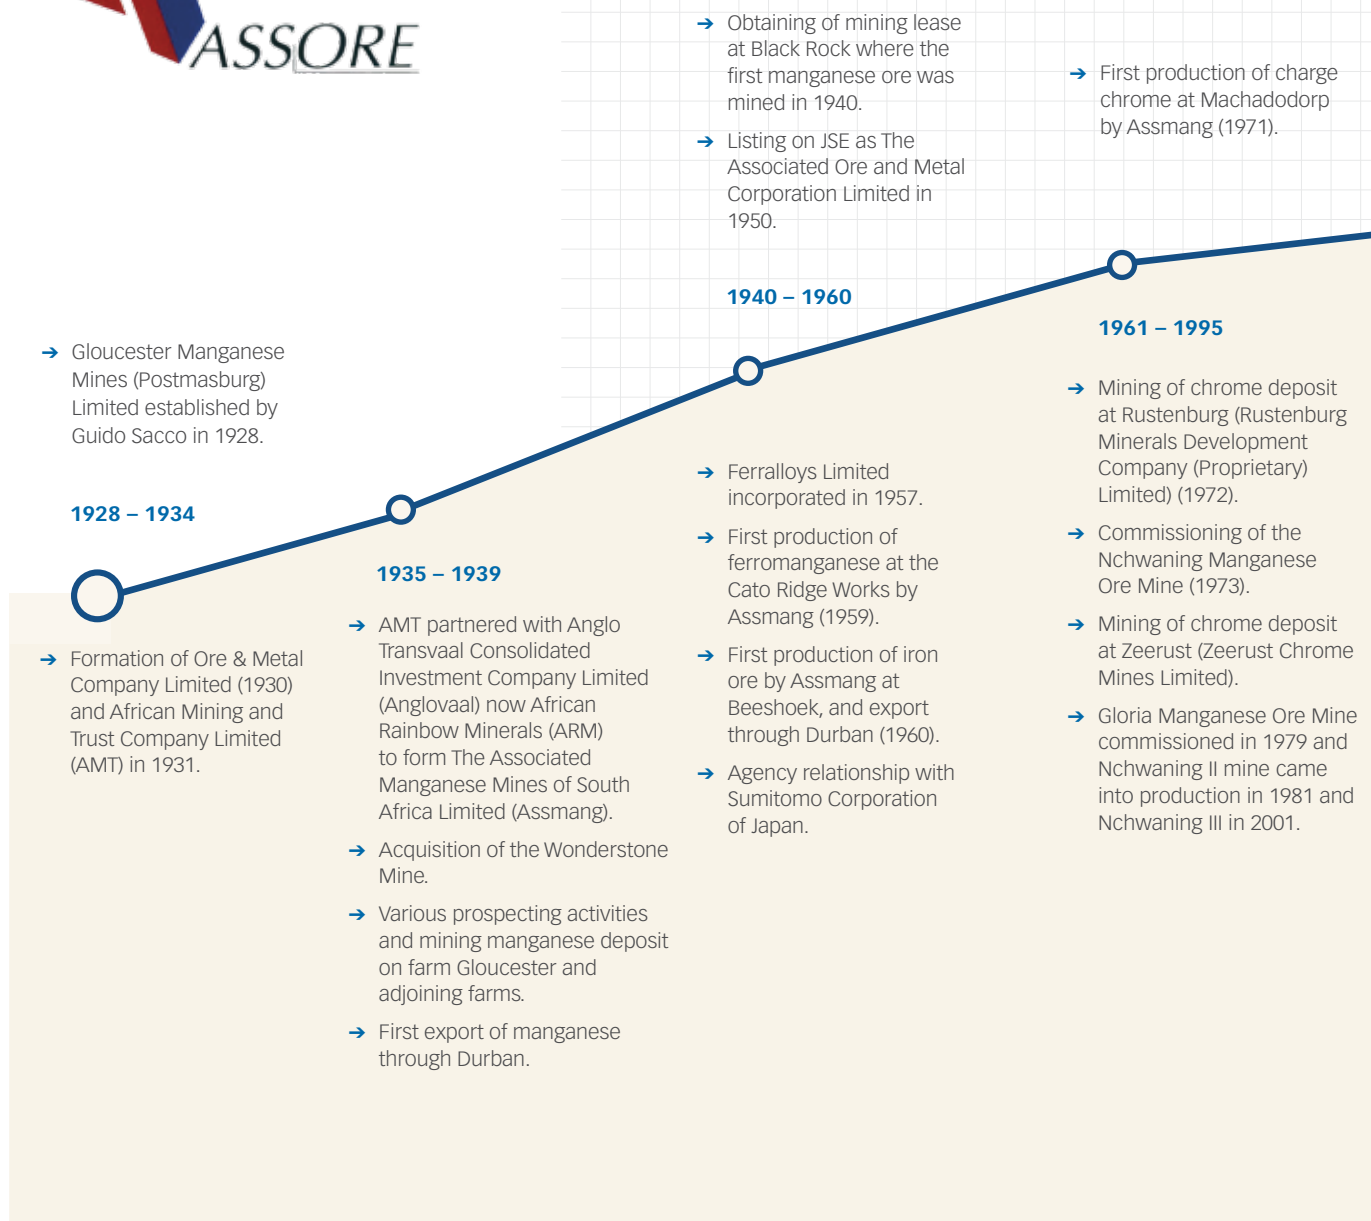 ASSORE
➔ Gloucester Manganese
Mines (Postmasburg)
Limited established by
Guido Sacco in 1928.
1928 – 1934
➔ Formation of Ore & Metal
Company Limited (1930)
and African Mining and
Trust Company Limited
(AMT) in 1931.
1935 – 1939
➔ AMT partnered with Anglo
Transvaal Consolidated
Investment Company Limited
(Anglovaal) now African
Rainbow Minerals (ARM)
to form The Associated
Manganese Mines of South
Africa Limited (Assmang).
➔ Acquisition of the Wonderstone
Mine.
➔ Various prospecting activities
and mining manganese deposit
on farm Gloucester and
adjoining farms.
➔ First export of manganese
through Durban.
➔ Obtaining of mining lease
at Black Rock where the
first manganese ore was
mined in 1940.
➔ Listing on JSE as The
Associated Ore and Metal
Corporation Limited in
1950.
1940 – 1960
➔ Ferralloys Limited
incorporated in 1957.
➔ First production of
ferromanganese at the
Cato Ridge Works by
Assmang (1959).
➔ First production of iron
ore by Assmang at
Beeshoek, and export
through Durban (1960).
➔ Agency relationship with
Sumitomo Corporation
of Japan.
➔ First production of charge
chrome at Machadodorp
by Assmang (1971).
1961 – 1995
➔ Mining of chrome deposit
at Rustenburg (Rustenburg
Minerals Development
Company (Proprietary)
Limited) (1972).
➔ Commissioning of the
Nchwaning Manganese
Ore Mine (1973).
➔ Mining of chrome deposit
at Zeerust (Zeerust Chrome
Mines Limited).
➔ Gloria Manganese Ore Mine
commissioned in 1979 and
Nchwaning II mine came
into production in 1981 and
Nchwaning III in 2001.